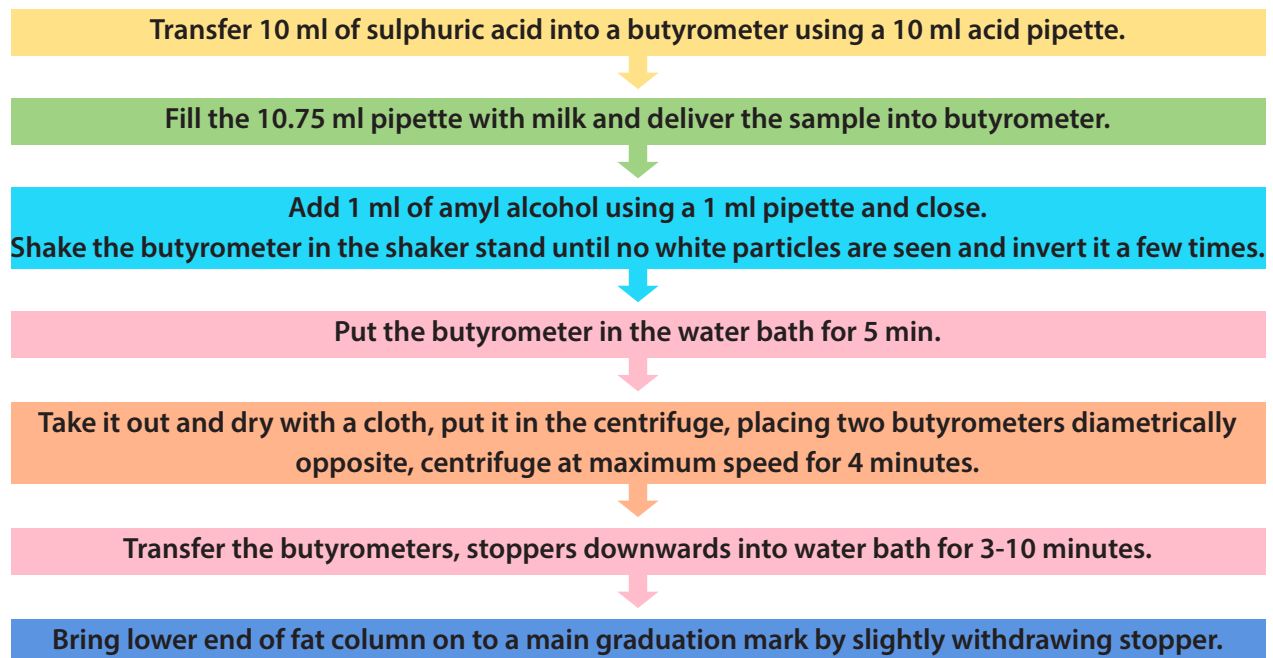 Transfer 10 ml of sulphuric acid into a butyrometer using a 10 ml acid pipette.
Fill the 10.75 ml pipette with milk and deliver the sample into butyrometer.
Add 1 ml of amyl alcohol using a 1 ml pipette and close.
Shake the butyrometer in the shaker stand until no white particles are seen and invert it a few times.
Put the butyrometer in the water bath for 5 min.
Take it out and dry with a cloth, put it in the centrifuge, placing two butyrometers diametrically
opposite, centrifuge at maximum speed for 4 minutes.
Transfer the butyrometers, stoppers downwards into water bath for 3-10 minutes.
Bring lower end of fat column on to a main graduation mark by slightly withdrawing stopper.